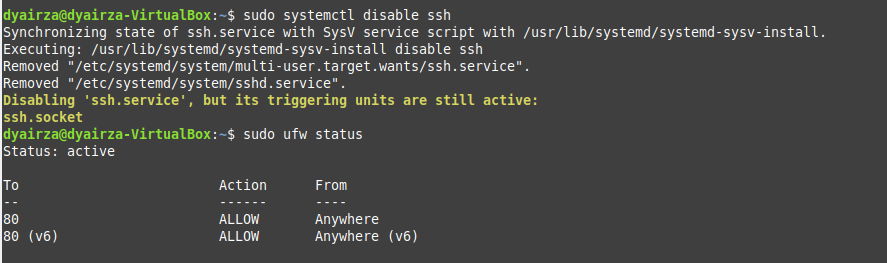 dyairza@dyairza-VirtualBox:~$ sudo systemctl disable ssh
Synchronizing state of ssh.service with SysV service script with /usr/lib/systemd/systemd-sysv-install.
Executing: /usr/lib/systemd/systemd-sysv-install disable ssh
Removed "/etc/systemd/system/multi-user.target.wants/ssh.service".
Removed "/etc/systemd/system/sshd.service".
Disabling 'ssh.service', but its triggering units are still active:
ssh.socket
dyairza@dyairza-VirtualBox:~$ sudo ufw status
Status: active
To                         Action      From
--                         ------      ----
80                         ALLOW       Anywhere
80 (v6)                    ALLOW       Anywhere (v6)